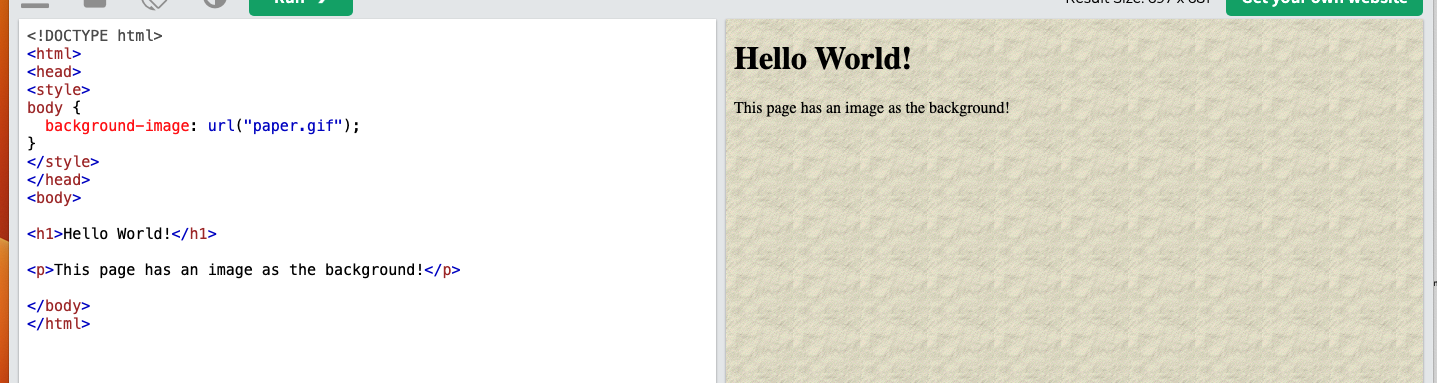 Run
Result Size: 697 x 681
Get your own website
<!DOCTYPE html>
<html>
<head>
<style>
body {
  background-image: url("paper.gif");
}
</style>
</head>
<body>
<h1>Hello World!</h1>
<p>This page has an image as the background!</p>
</body>
</html>
Hello World!
This page has an image as the background!